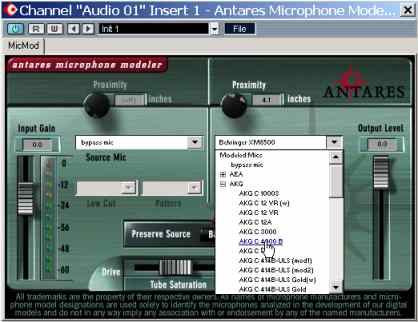 Channel "Audio 01" Insert 1 - Antares Microphone Mode...
R W Init 1 File
MicMod
antares microphone modeler
Proximity
inches
Proximity
4.1 inches
ANTARES
Input Gain
0.0
bypass mic
Source Mic
Low Cut
Pattern
Behringer XM8500
Output Level
0.0
Modeled Mics
bypass mic
AEA
AKG
AKG C 1000S
AKG C 12 VR (w)
AKG C 12 VR
AKG C 12A
AKG C 3000
AKG C 4000 B
AKG C
AKG C 414B-ULS (mod1)
AKG C 414B-ULS (mod2)
AKG C 414B-ULS Gold(w)
AKG C 414B-ULS Gold
0
-12
-24
-36
-48
-60
Preserve Source
Drive
Tube Saturation
All trademarks are the property of their respective owners. All names of microphone manufacturers and micro-
phone model designations are used solely to identify the microphones analyzed in the development of our digital
models and do not in any way imply any association with or endorsement by any of the named manufacturers.